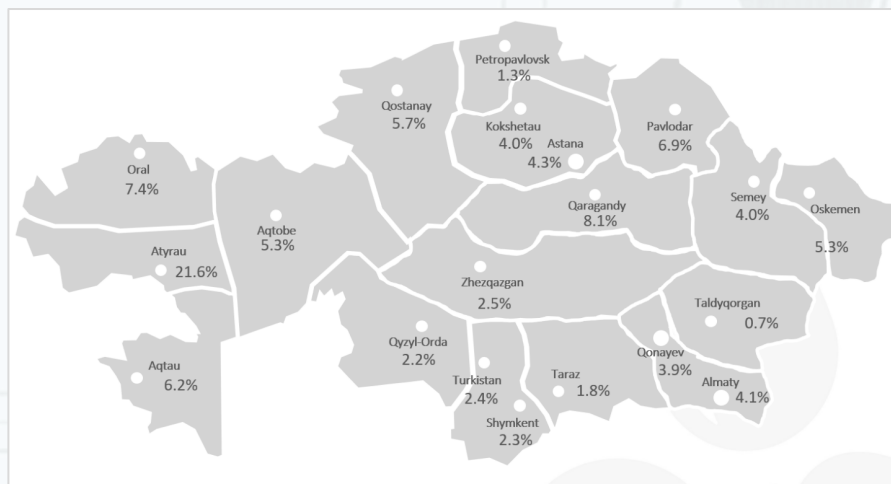 Petropavlovsk
1.3%
Qostanay
5.7%
Kokshetau
4.0%
Astana
4.3%
Pavlodar
6.9%
Oral
7.4%
Semey
4.0%
Oskemen
5.3%
Qaragandy
8.1%
Aqtobe
5.3%
Atyrau
21.6%
Zhezqazgan
2.5%
Taldyqorgan
0.7%
Qyzyl-Orda
2.2%
Qonayev
3.9%
Aqtau
6.2%
Turkistan
2.4%
Taraz
1.8%
Almaty
4.1%
Shymkent
2.3%